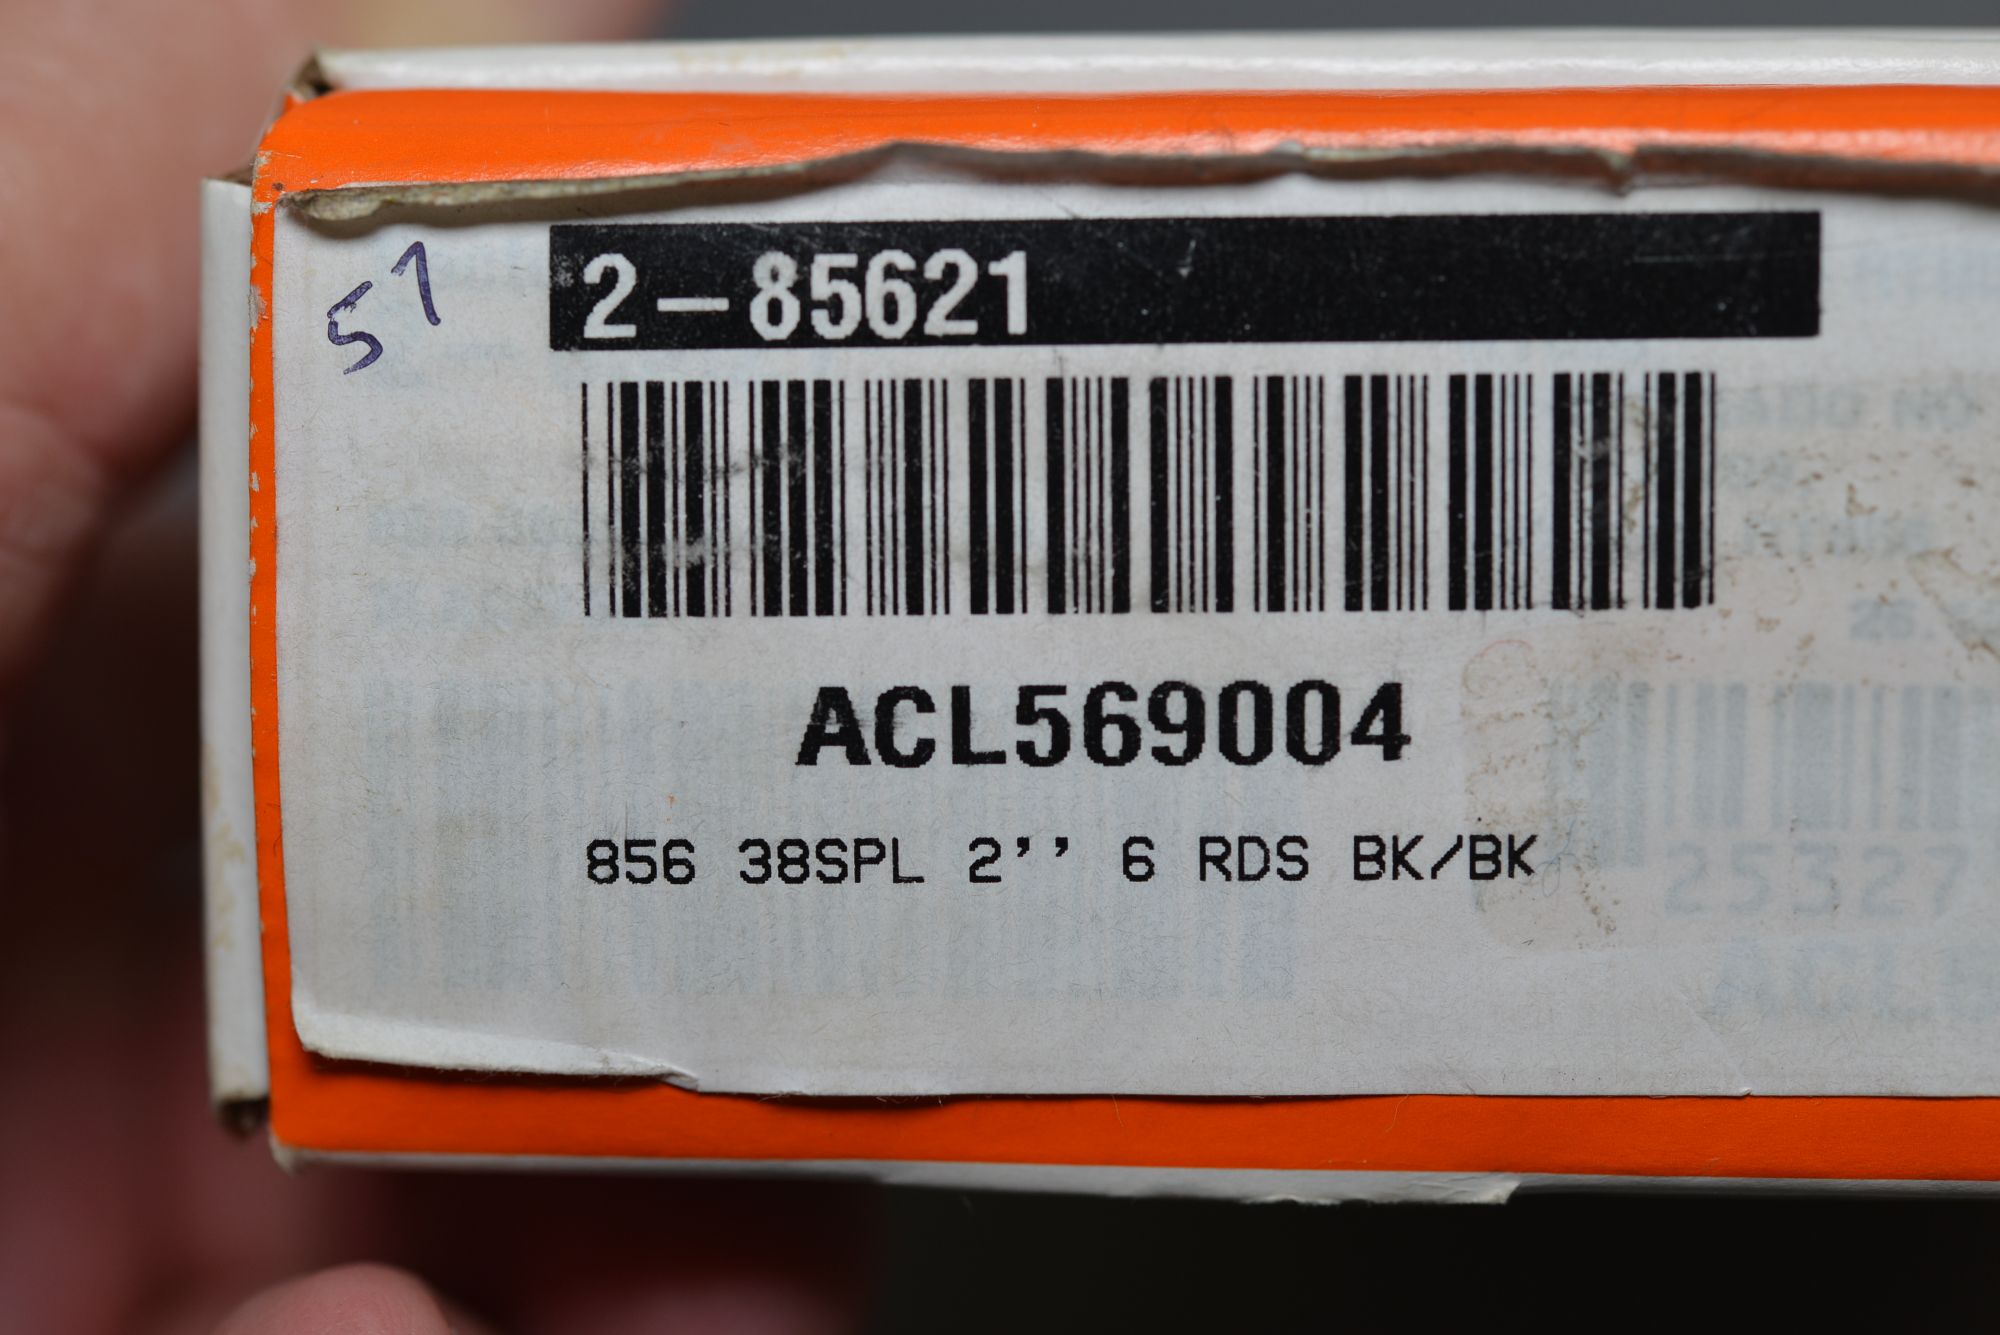 57
2-85621
ACL569004
856 38SPL 2'' 6 RDS BK/BK
25327